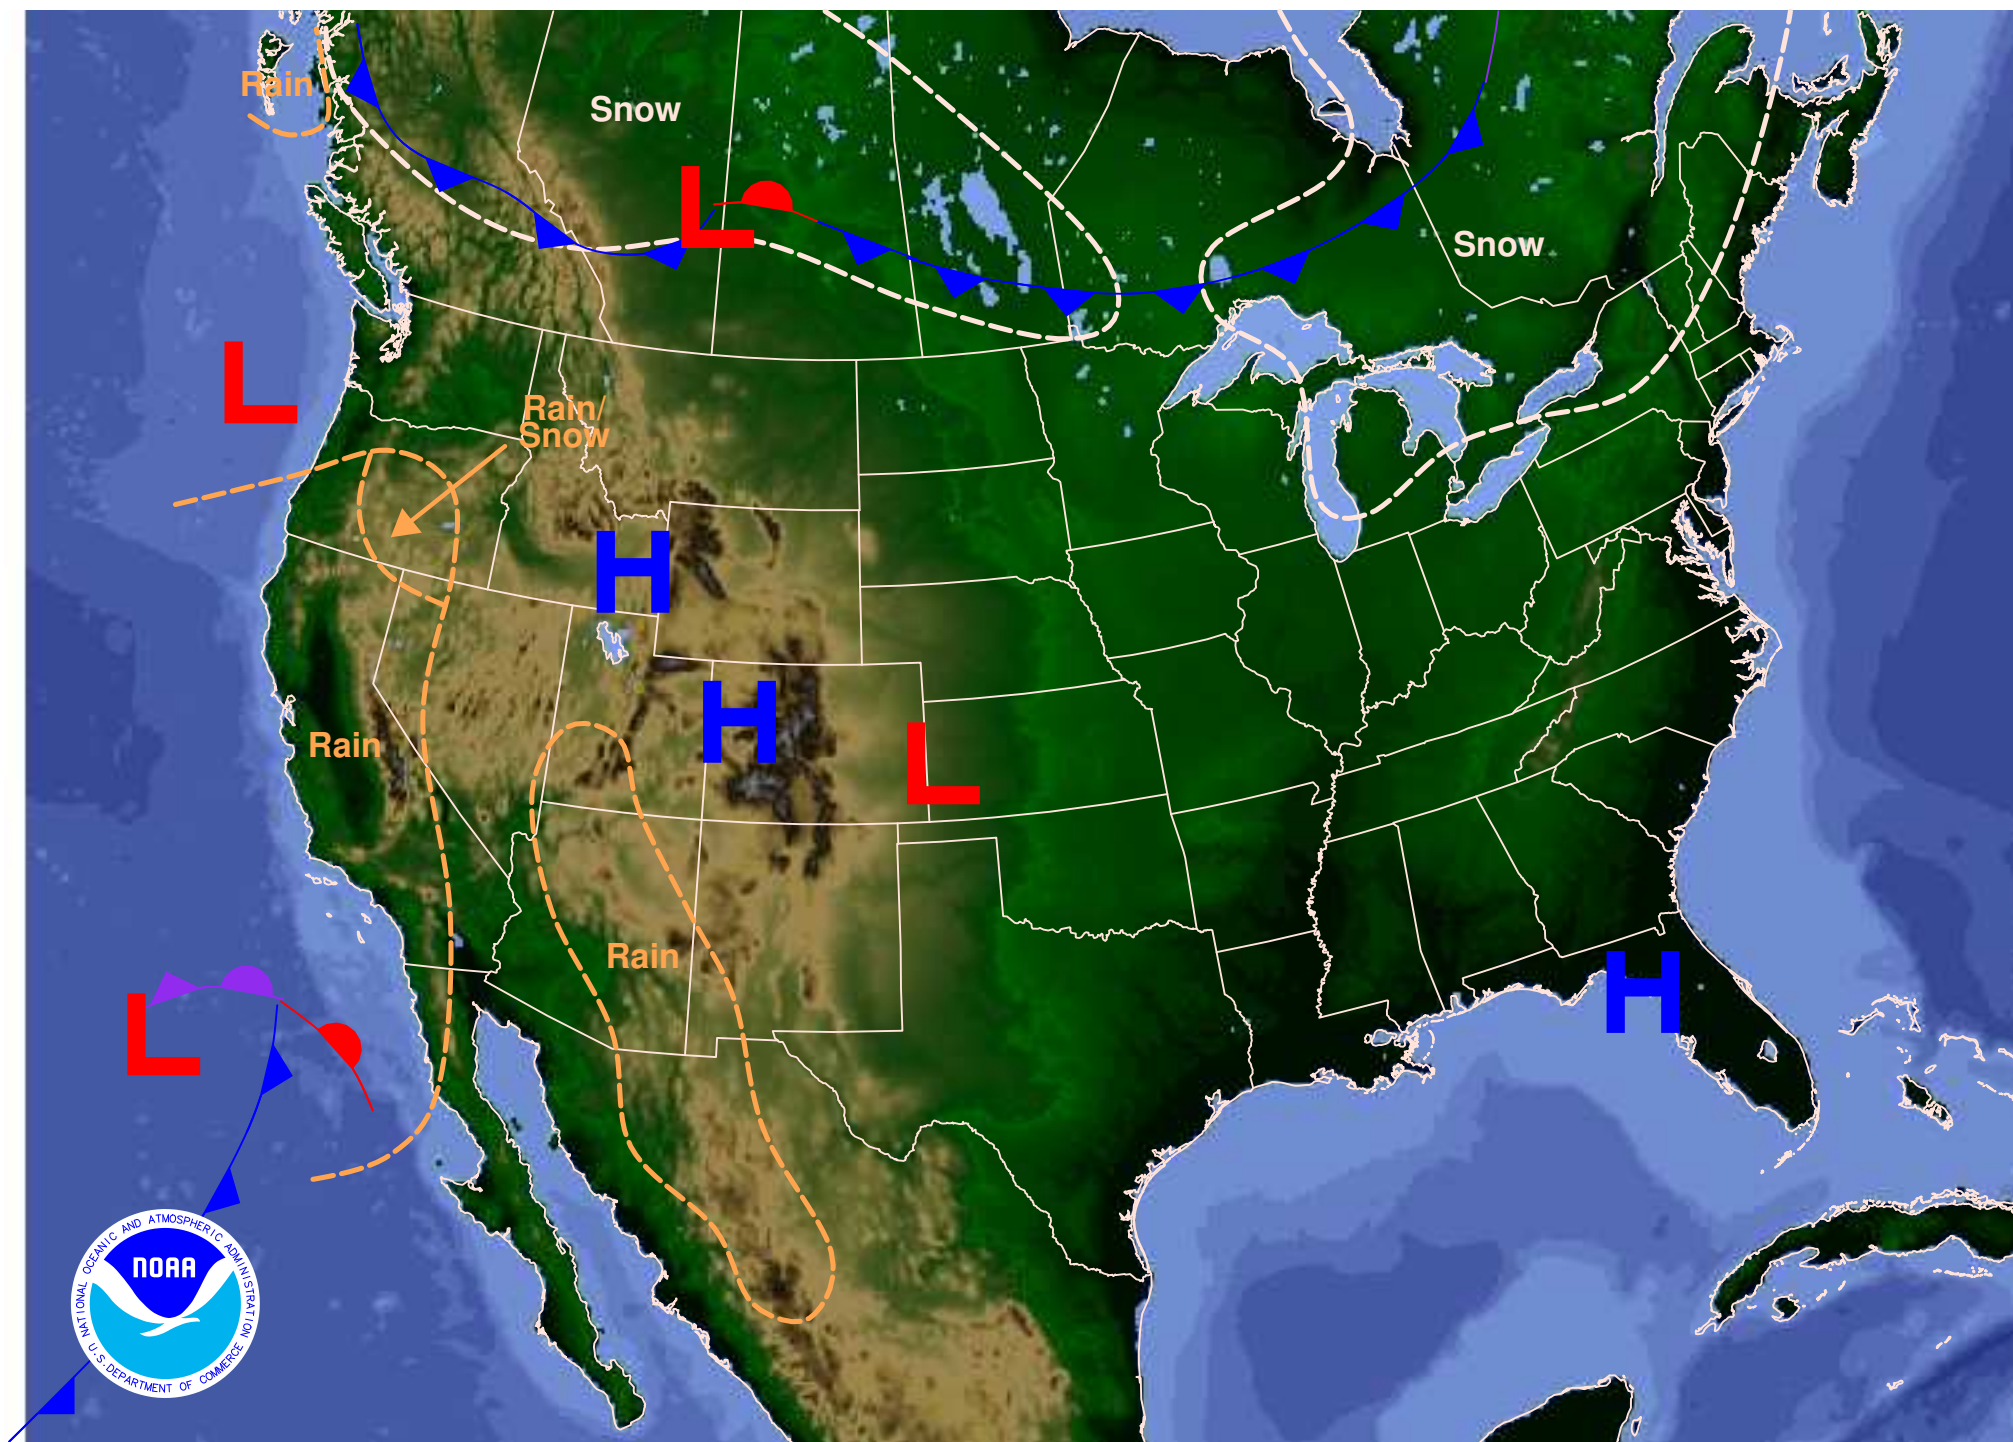 Rain
Snow
L
Snow
L
Rain/
Snow
H
H
L
Rain
Rain
H
L
NATIONAL OCEANIC AND ATMOSPHERIC ADMINISTRATION
NOAA
U.S. DEPARTMENT OF COMMERCE